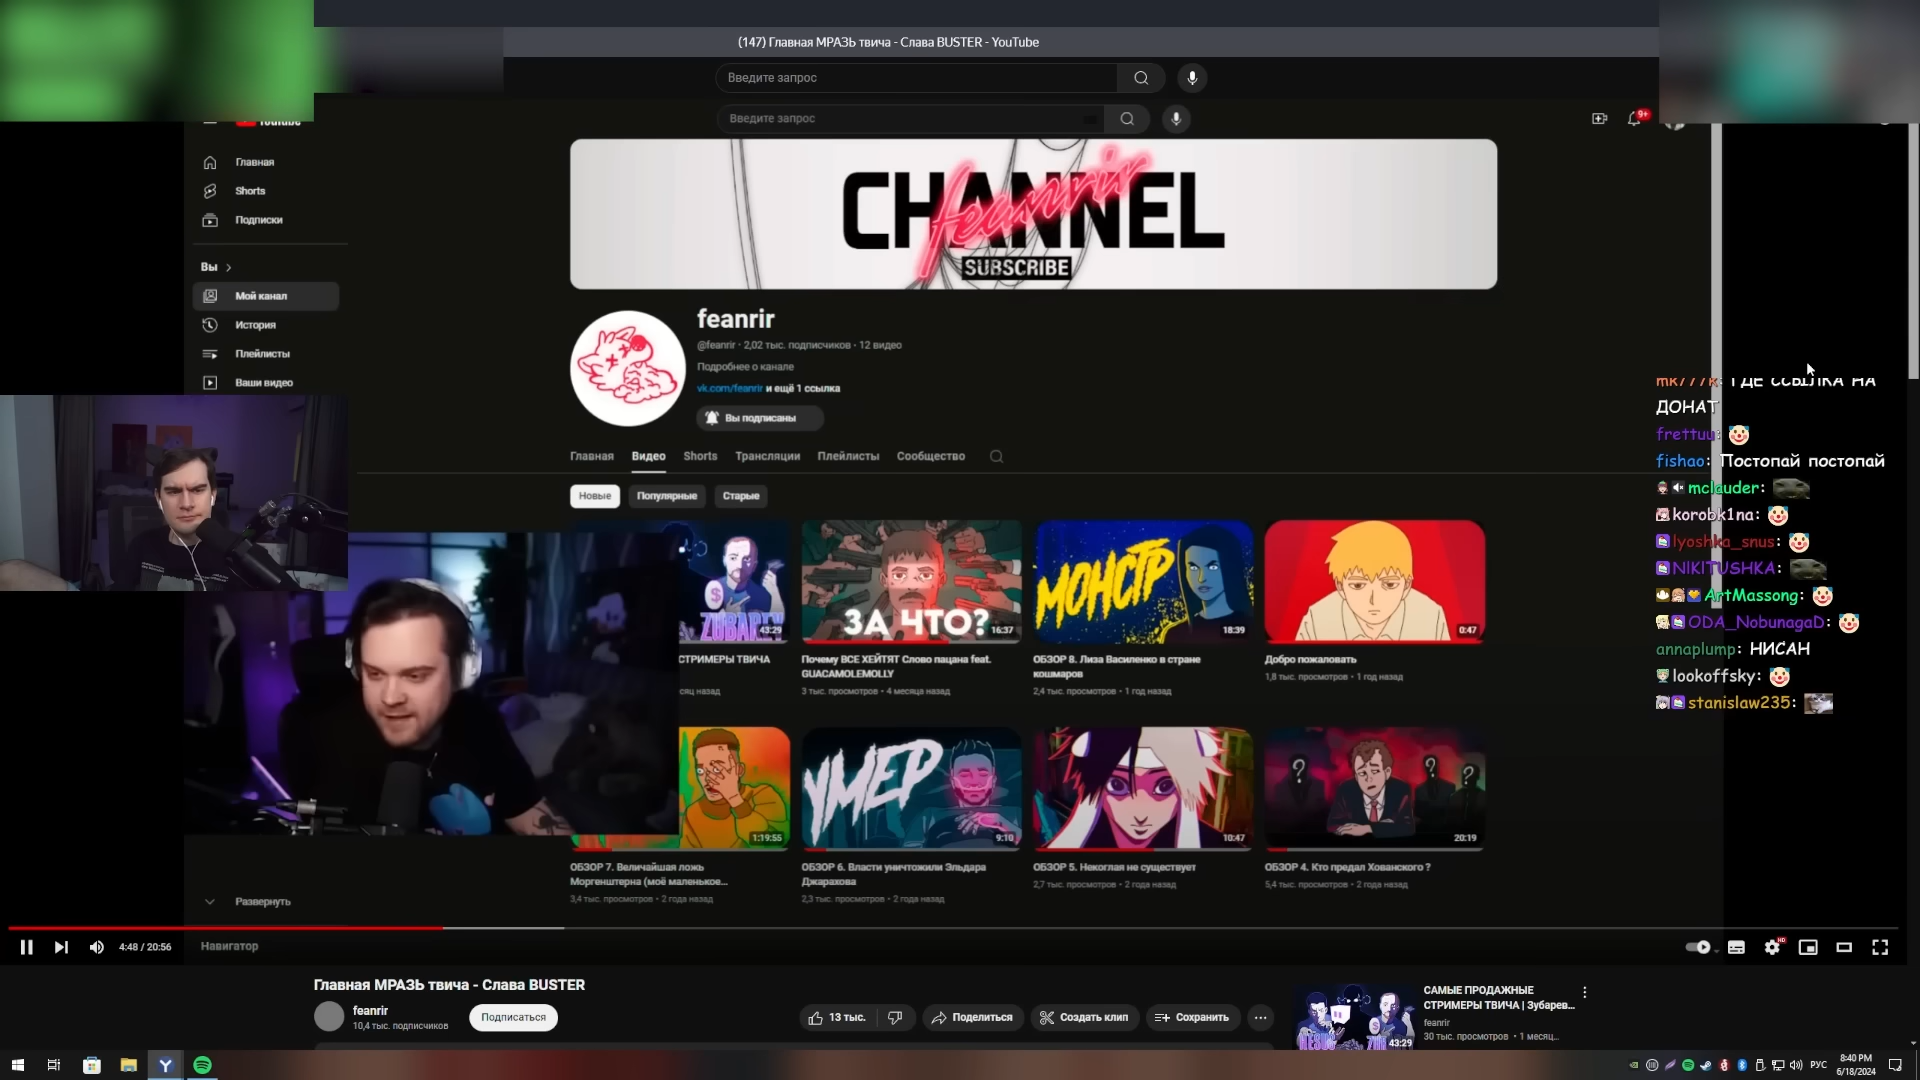 (147) Главная МРАЗЬ твича - Слава BUSTER - YouTube
Введите запрос
Введите запрос
9+
YouTube
Главная
Shorts
Подписки
Вы
Мой канал
История
Плейлисты
Ваши видео
CHANNEL
feanrir
SUBSCRIBE
feanrir
@feanrir · 2,02 тыс. подписчиков · 12 видео
Подробнее о канале
vk.com/feanrir и ещё 1 ссылка
Вы подписаны
Главная Видео Shorts Трансляции Плейлисты Сообщество
Новые Популярные Старые
43:29
СТРИМЕРЫ ТВИЧА
ЗА ЧТО?
16:37
Почему ВСЕ ХЕЙТЯТ Слово пацана feat.
GUACAMOLEMOLLY
3 тыс. просмотров • 4 месяца назад
МОНСТР
18:39
ОБЗОР 8. Лиза Василенко в стране
кошмаров
2,4 тыс. просмотров • 1 год назад
0:47
Добро пожаловать
1,8 тыс. просмотров • 1 год назад
1:19:55
ОБЗОР 7. Величайшая ложь
Моргенштерна (моё маленькое...
3,4 тыс. просмотров • 2 года назад
УМЕР
9:10
ОБЗОР 6. Власти уничтожили Эльдара
Джарахова
2,3 тыс. просмотров • 2 года назад
10:47
ОБЗОР 5. Некоглая не существует
2,7 тыс. просмотров • 2 года назад
20:19
ОБЗОР 4. Кто предал Хованского ?
5,4 тыс. просмотров • 2 года назад
mk777k: ГДЕ ССЫЛКА НА
ДОНАТ
frettuu:
fishao: Постопай постопай
mclauder:
korobk1na:
lyoshka_snus:
NIKITUSHKA:
ArtMassong:
ODA_NobunagaD:
annaplump: НИСАН
lookoffsky:
stanislaw235:
Развернуть
Навигатор
4:48 / 20:56
HD
Главная МРАЗЬ твича - Слава BUSTER
feanrir
10,4 тыс. подписчиков
Подписаться
13 тыс.
Поделиться
Создать клип
Сохранить
43:29
САМЫЕ ПРОДАЖНЫЕ
СТРИМЕРЫ ТВИЧА | Зубарев...
feanrir
30 тыс. просмотров • 1 месяц...
РУС
8:40 PM
6/18/2024